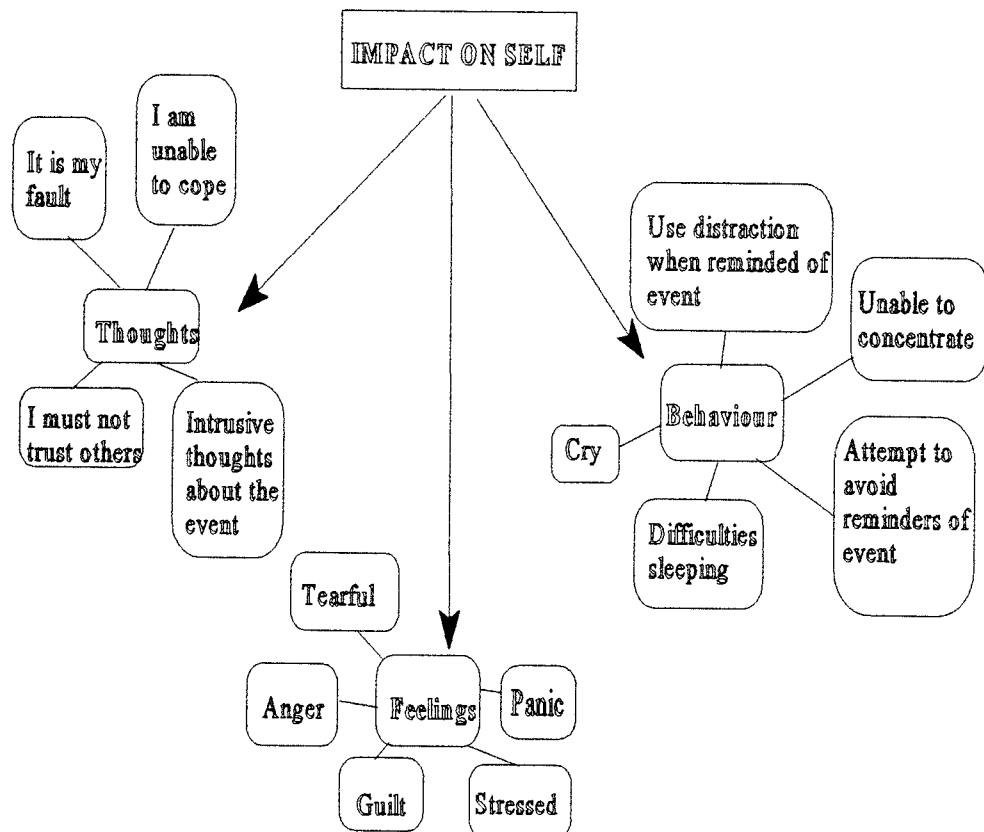 IMPACT ON SELF
I am
unable
to cope
It is my
fault
Thoughts
I must not
trust others
Intrusive
thoughts
about the
event
Use distraction
when reminded of
event
Unable to
concentrate
Behaviour
Cry
Attempt to
avoid
reminders of
event
Difficulties
sleeping
Tearful
Anger
Feelings
Panic
Guilt
Stressed